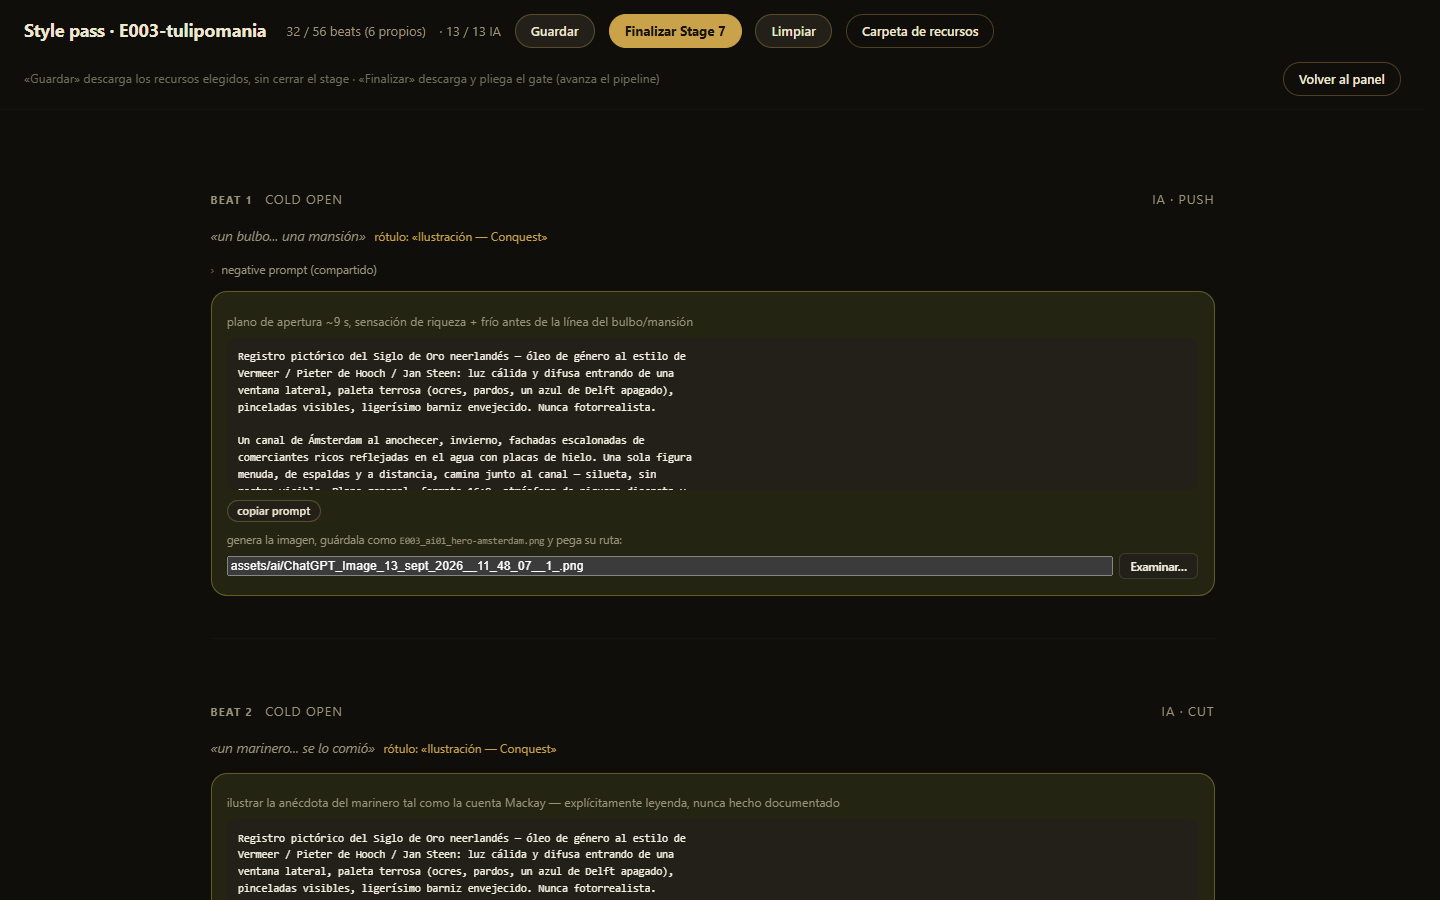 Style pass · E003-tulipomania
32 / 56 beats (6 propios) · 13 / 13 IA
Guardar
Finalizar Stage 7
Limpiar
Carpeta de recursos
«Guardar» descarga los recursos elegidos, sin cerrar el stage · «Finalizar» descarga y pliega el gate (avanza el pipeline)
Volver al panel
BEAT 1 COLD OPEN
IA · PUSH
«un bulbo... una mansión» rótulo: «Ilustración — Conquest»
› negative prompt (compartido)
plano de apertura ~9 s, sensación de riqueza + frío antes de la línea del bulbo/mansión
Registro pictórico del Siglo de Oro neerlandés — óleo de género al estilo de
Vermeer / Pieter de Hooch / Jan Steen: luz cálida y difusa entrando de una
ventana lateral, paleta terrosa (ocres, pardos, un azul de Delft apagado),
pinceladas visibles, ligerísimo barniz envejecido. Nunca fotorrealista.
Un canal de Ámsterdam al anochecer, invierno, fachadas escalonadas de
comerciantes ricos reflejadas en el agua con placas de hielo. Una sola figura
menuda, de espaldas y a distancia, camina junto al canal — silueta, sin
copiar prompt
genera la imagen, guárdala como E003_ai01_hero-amsterdam.png y pega su ruta:
assets/ai/ChatGPT_Image_13_sept_2026__11_48_07__1_.png
Examinar...
BEAT 2 COLD OPEN
IA · CUT
«un marinero... se lo comió» rótulo: «Ilustración — Conquest»
ilustrar la anécdota del marinero tal como la cuenta Mackay — explícitamente leyenda, nunca hecho documentado
Registro pictórico del Siglo de Oro neerlandés — óleo de género al estilo de
Vermeer / Pieter de Hooch / Jan Steen: luz cálida y difusa entrando de una
ventana lateral, paleta terrosa (ocres, pardos, un azul de Delft apagado),
pinceladas visibles, ligerísimo barniz envejecido. Nunca fotorrealista.